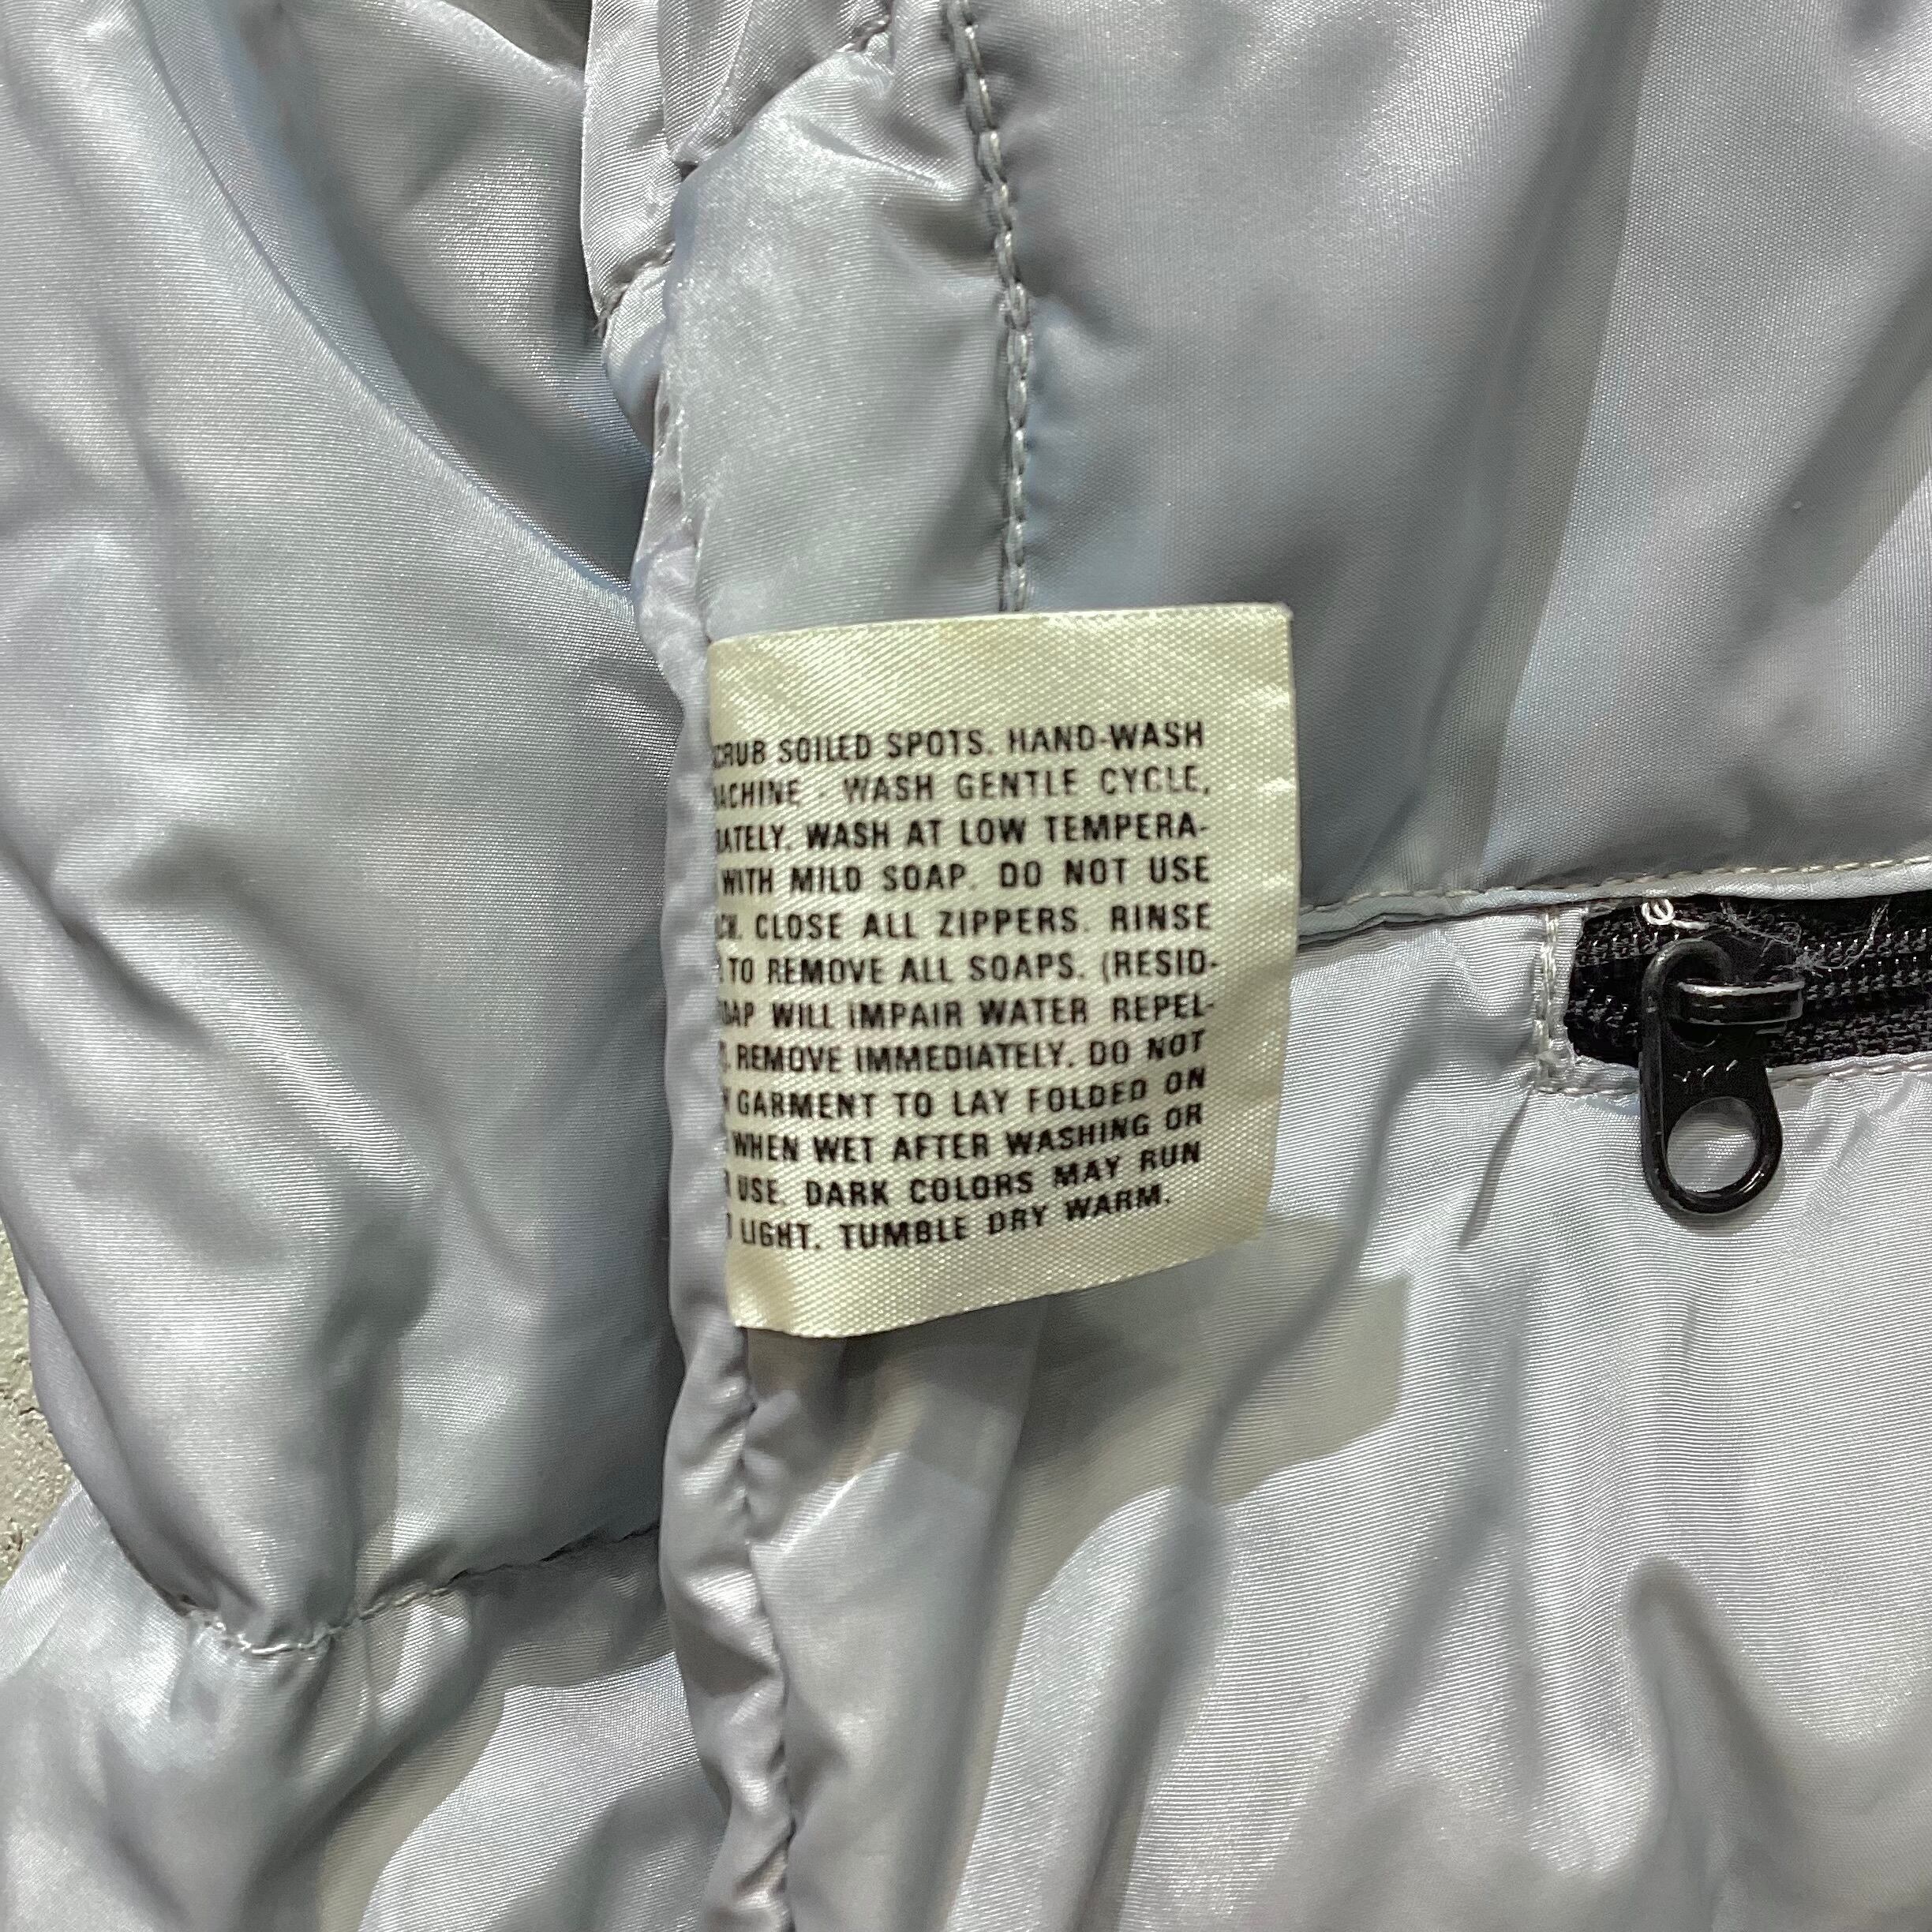 CRUB SOILED SPOTS. HAND-WASH
ACHINE - WASH GENTLE CYCLE,
RATELY. WASH AT LOW TEMPERA-
WITH MILD SOAP. DO NOT USE
CH. CLOSE ALL ZIPPERS. RINSE
TO REMOVE ALL SOAPS. (RESID-
OAP WILL IMPAIR WATER REPEL-
REMOVE IMMEDIATELY. DO NOT
GARMENT TO LAY FOLDED ON
WHEN WET AFTER WASHING OR
USE. DARK COLORS MAY RUN
LIGHT. TUMBLE DRY WARM.